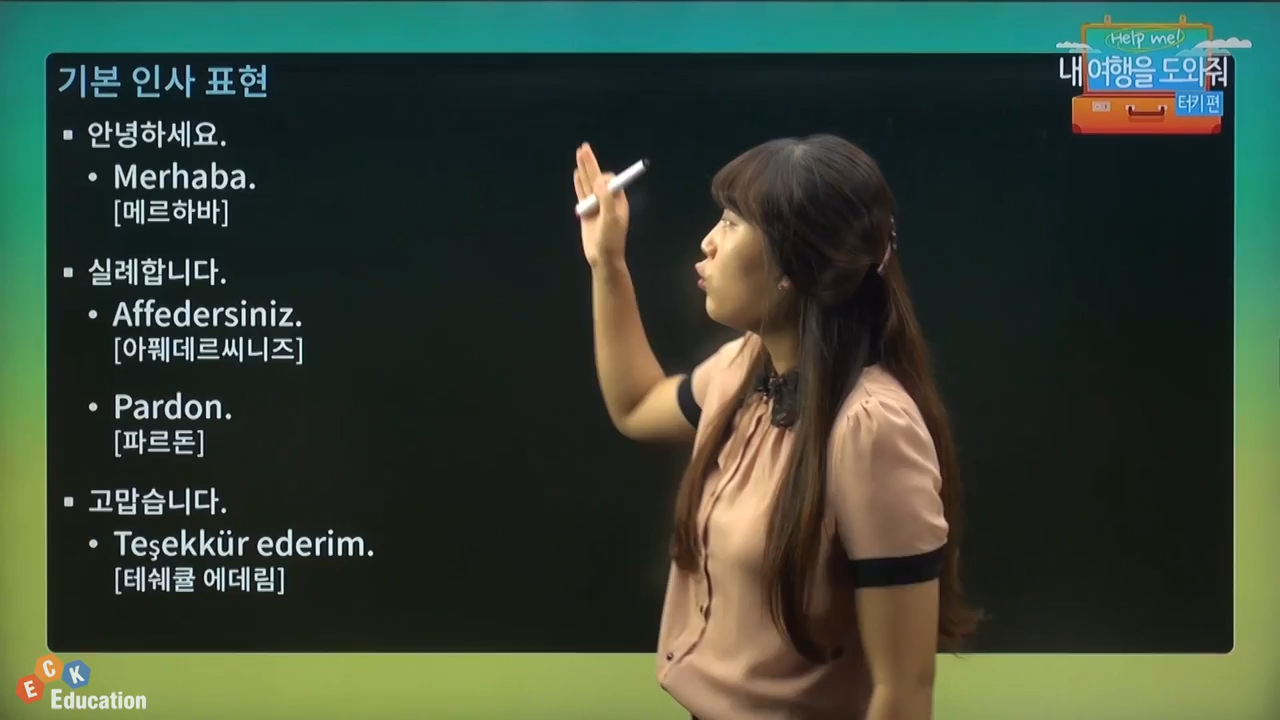 기본 인사 표현
▪ 안녕하세요.
• Merhaba.
[메르하바]
▪ 실례합니다.
• Affedersiniz.
[아풰데르씨니즈]
• Pardon.
[파르돈]
▪ 고맙습니다.
• Teşekkür ederim.
[테쉐큘 에데림]
Help me!
내 여행을 도와줘
터키 편
ECK
Education